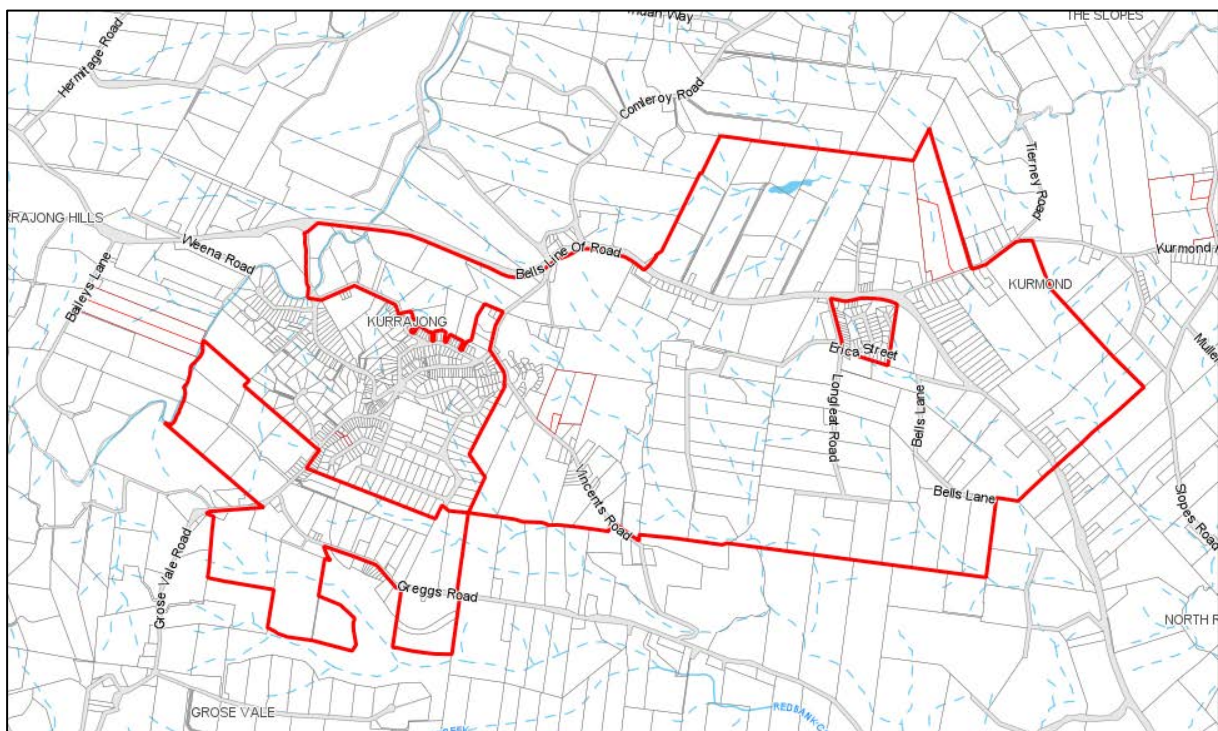 THE SLOPES
Hermitage Road
Comleroy Road
Tierney Road
RRAJONG HILLS
Weena Road
Bells Line Of Road
Kurmond
KURMOND
Baileys Lane
KURRAJONG
Erica Street
Longleat Road
Bells Lane
Bells Lane
Vincents Road
Slopes Road
Grose Vale Road
Greggs Road
NORTH R
GROSE VALE
REDBANK C